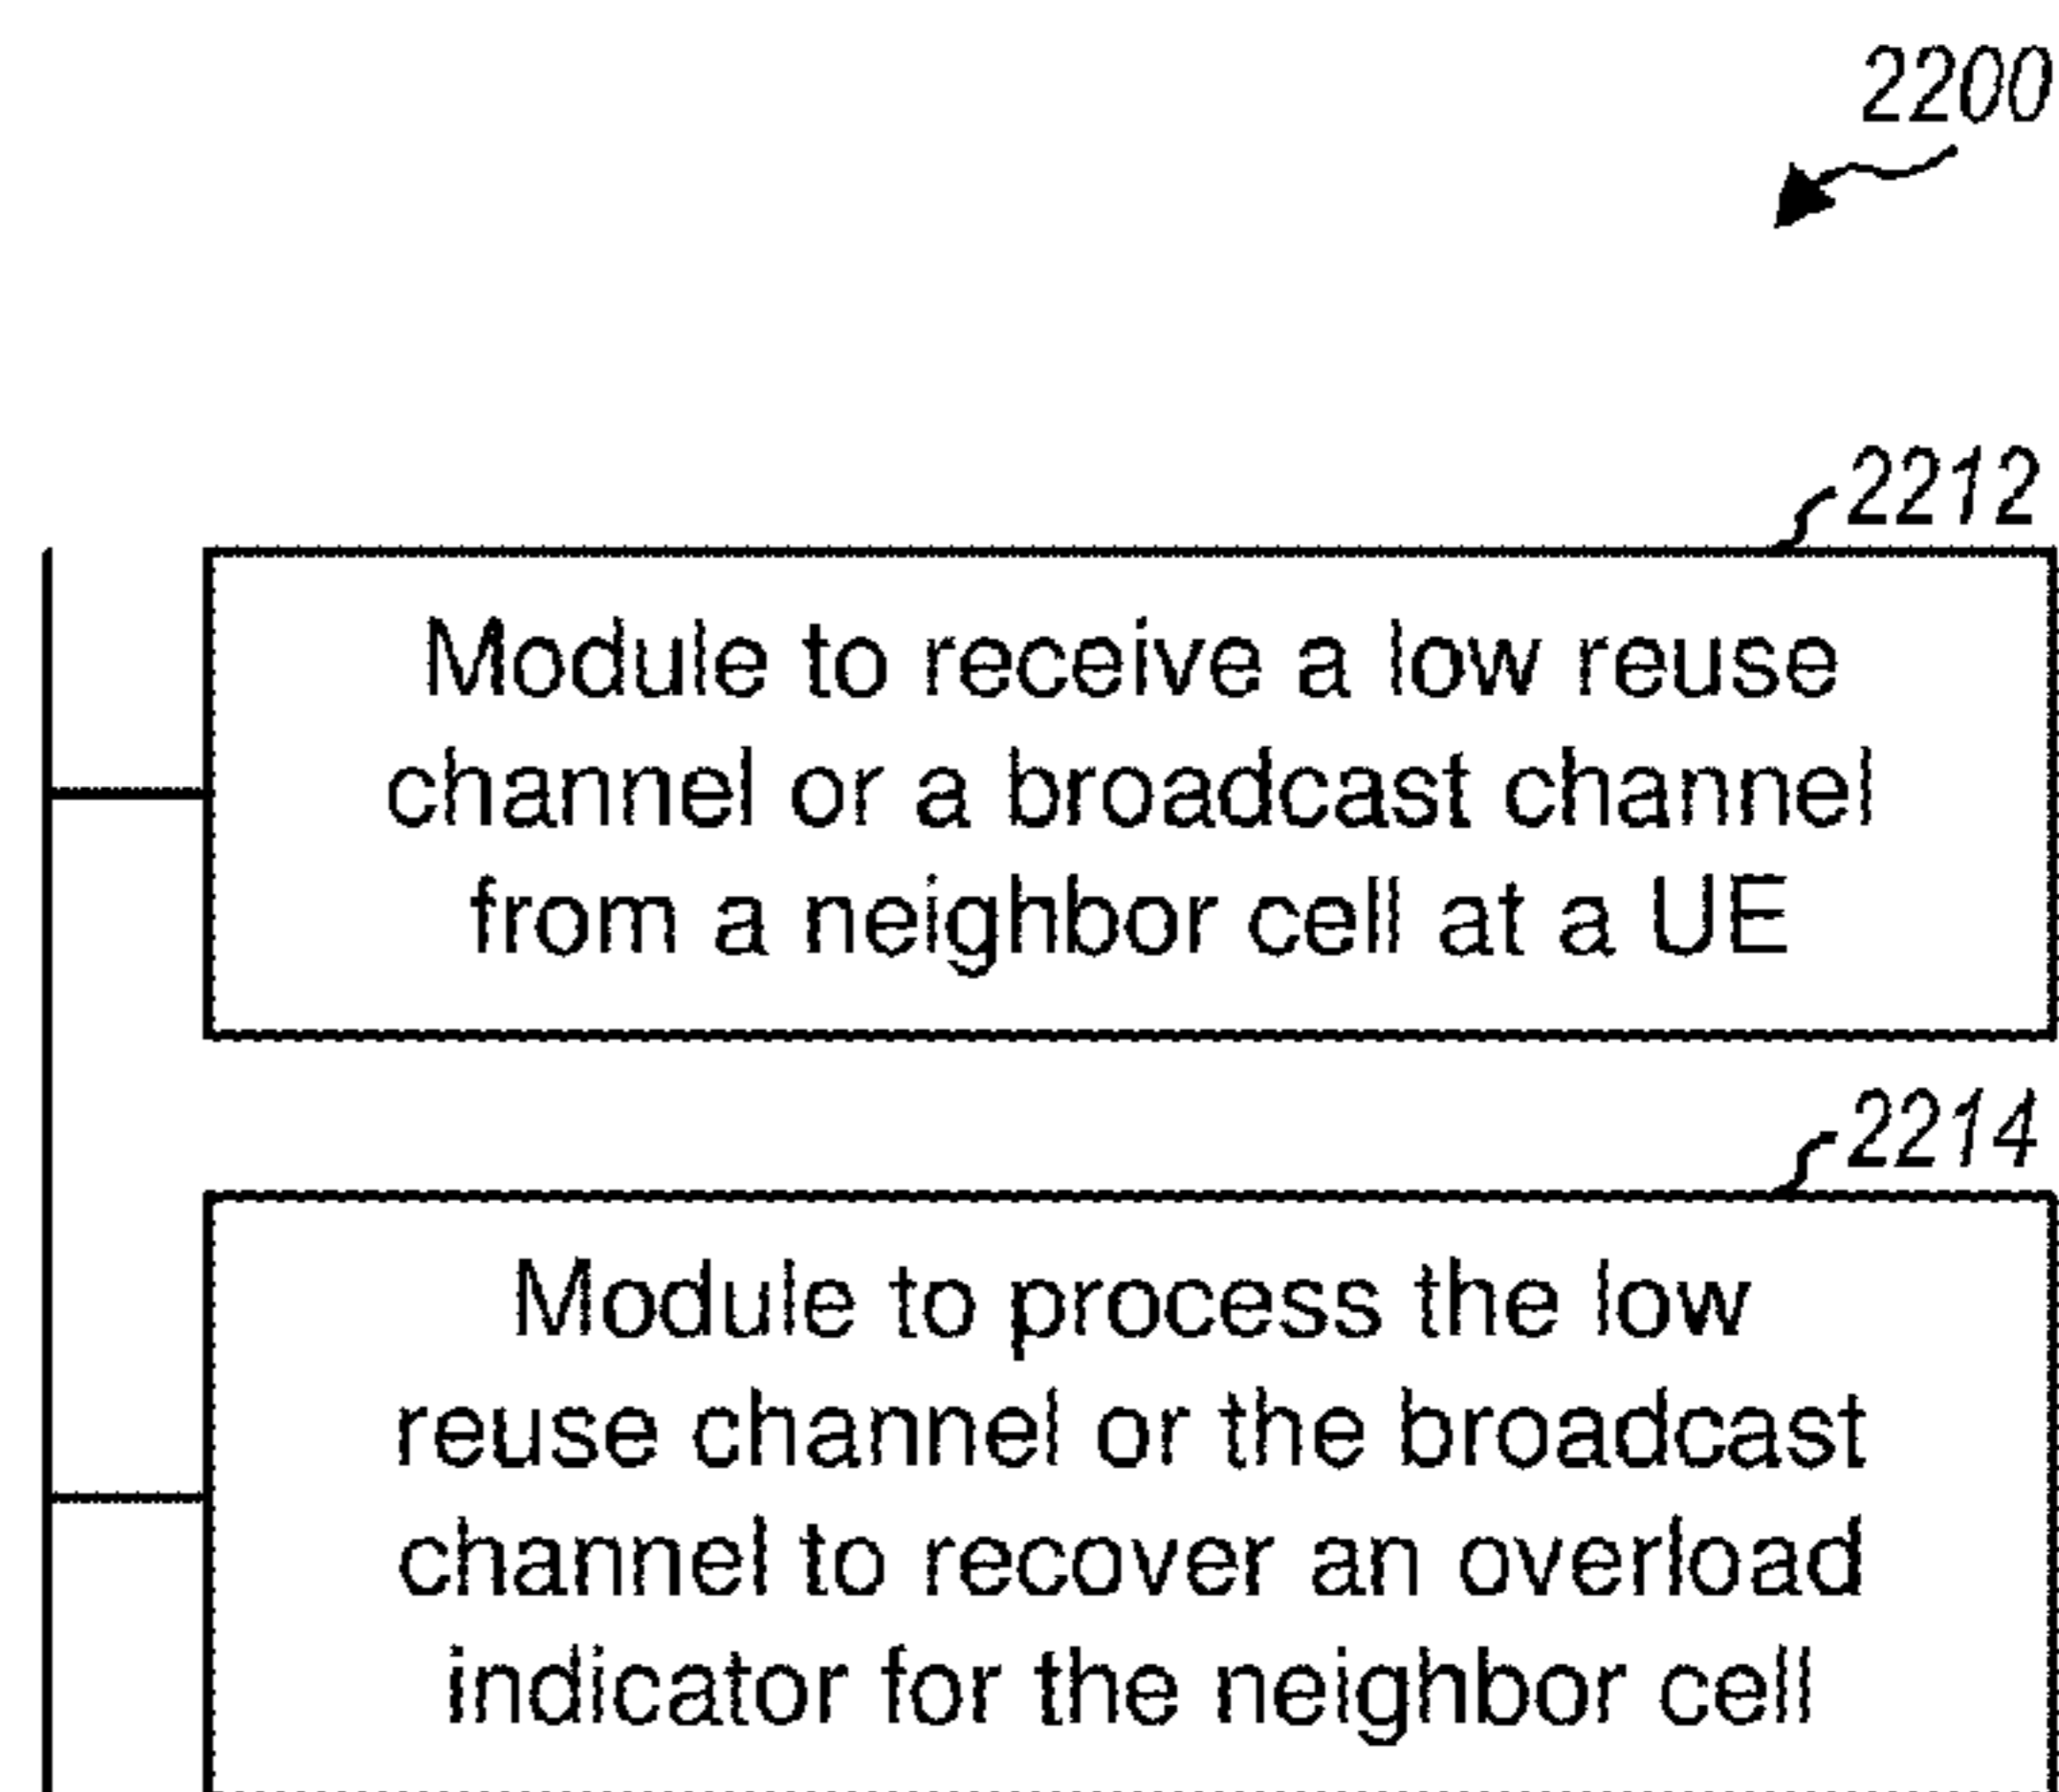 2200
2212
Module to receive a low reuse
channel or a broadcast channel
from a neighbor cell at a UE
2214
Module to process the low
reuse channel or the broadcast
channel to recover an overload
indicator for the neighbor cell